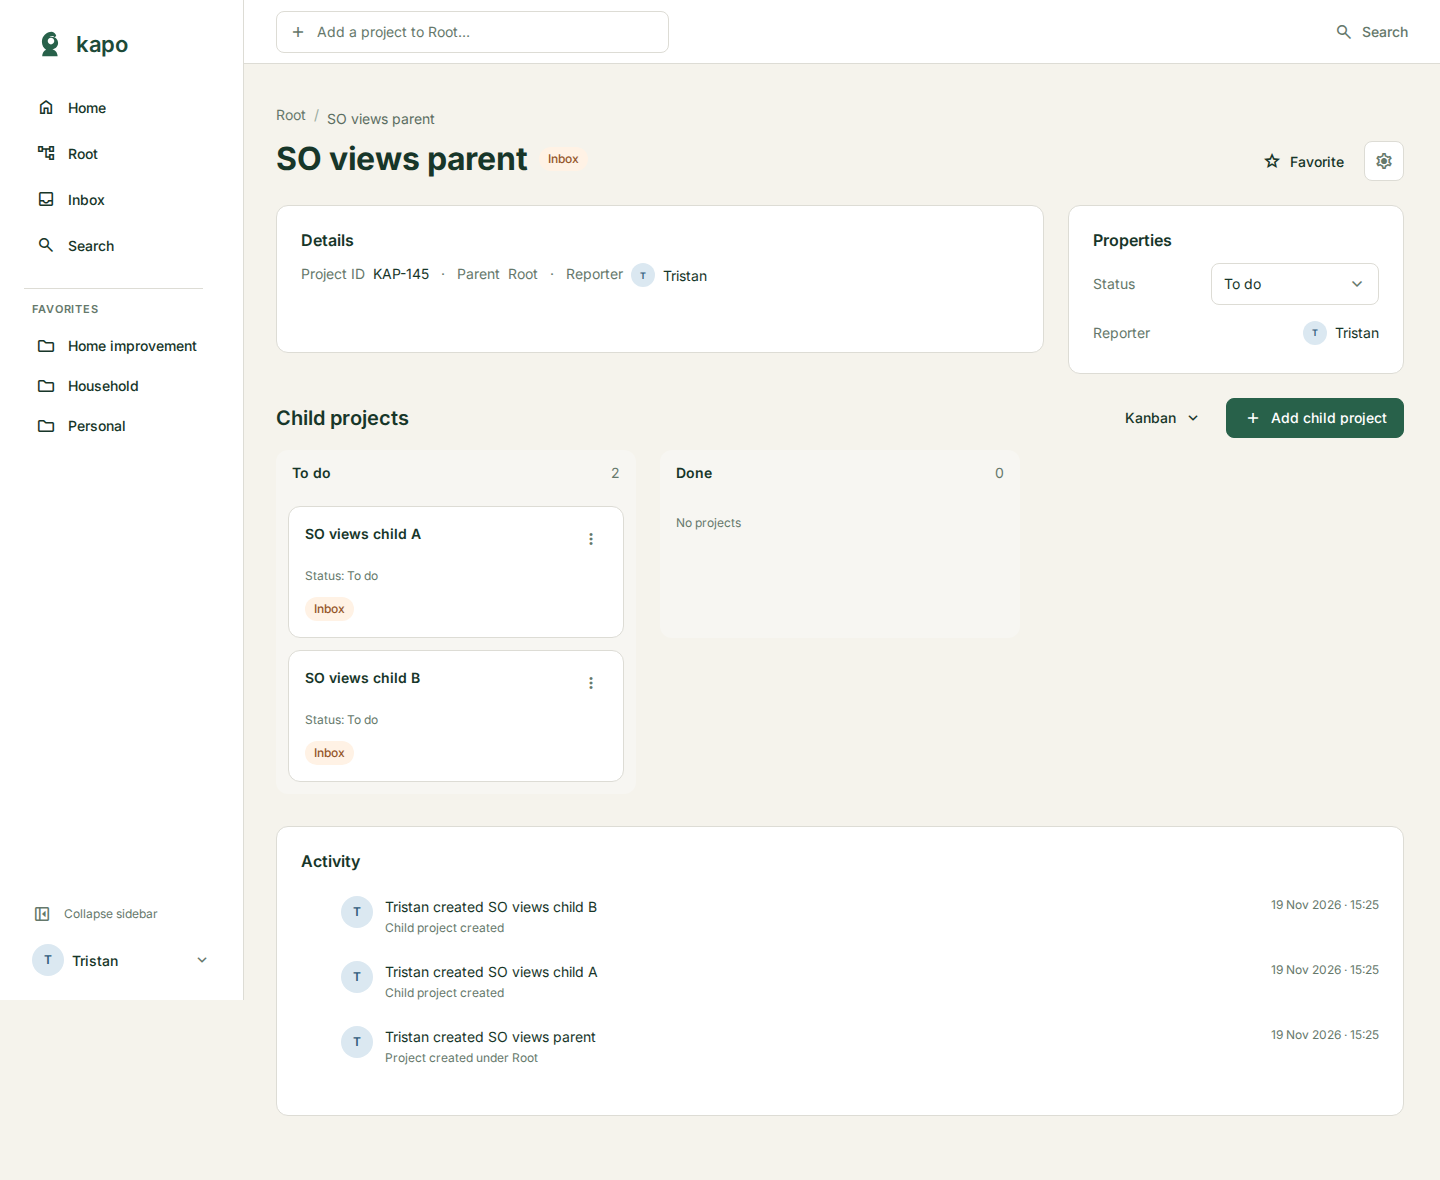 kapo
Add a project to Root...
Search
Home
Root
Inbox
Search
FAVORITES
Home improvement
Household
Personal
Collapse sidebar
T Tristan
Root / SO views parent
SO views parent Inbox
Favorite
Details
Project ID KAP-145 · Parent Root · Reporter T Tristan
Properties
Status To do
Reporter T Tristan
Child projects
Kanban
Add child project
To do 2
SO views child A
Status: To do
Inbox
SO views child B
Status: To do
Inbox
Done 0
No projects
Activity
T Tristan created SO views child B 19 Nov 2026 · 15:25
Child project created
T Tristan created SO views child A 19 Nov 2026 · 15:25
Child project created
T Tristan created SO views parent 19 Nov 2026 · 15:25
Project created under Root